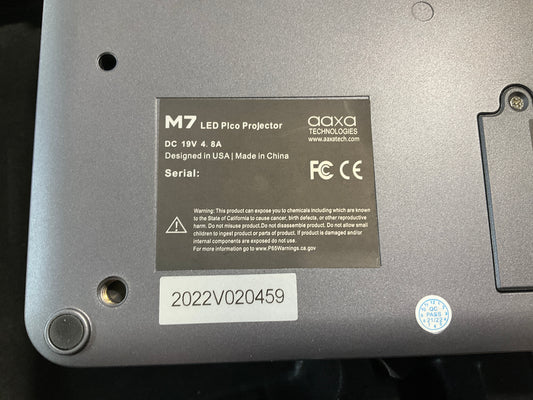 M7 LED Pico Projector
DC 19V 4. 8A
Designed in USA | Made in China
Serial:
aaxa
TECHNOLOGIES
www.aaxatech.com
FC CE
Warning: This product can expose you to chemicals including which are known
to the State of California to cause cancer, birth defects, or other reproductive
harm. Do not misuse product.Do not disassemble product.Do not allow small
children to ingest product or parts of product. If product is damaged and/or
internal components are exposed do not use.
For more information go to www.P65Warnings.ca.gov
2022V020459
QC
PASS
21/22